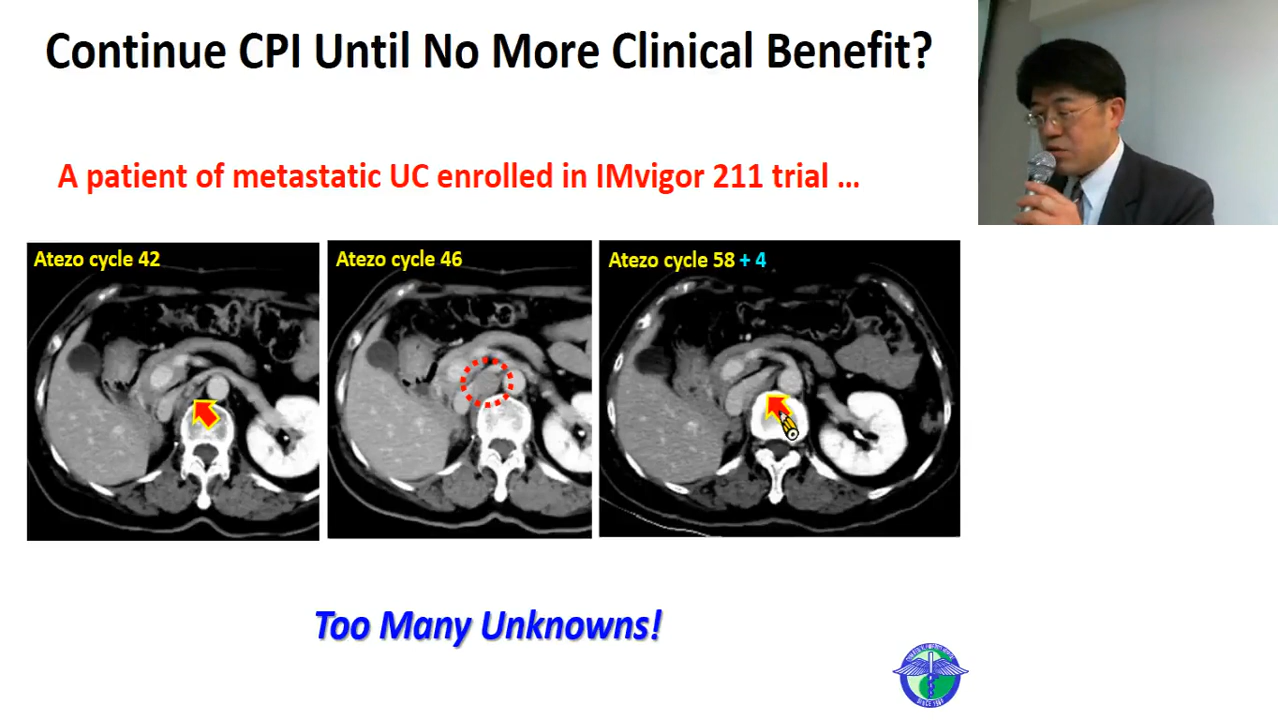 Continue CPI Until No More Clinical Benefit?
A patient of metastatic UC enrolled in IMvigor 211 trial ...
Atezo cycle 42
Atezo cycle 46
Atezo cycle 58 + 4
Too Many Unknowns!